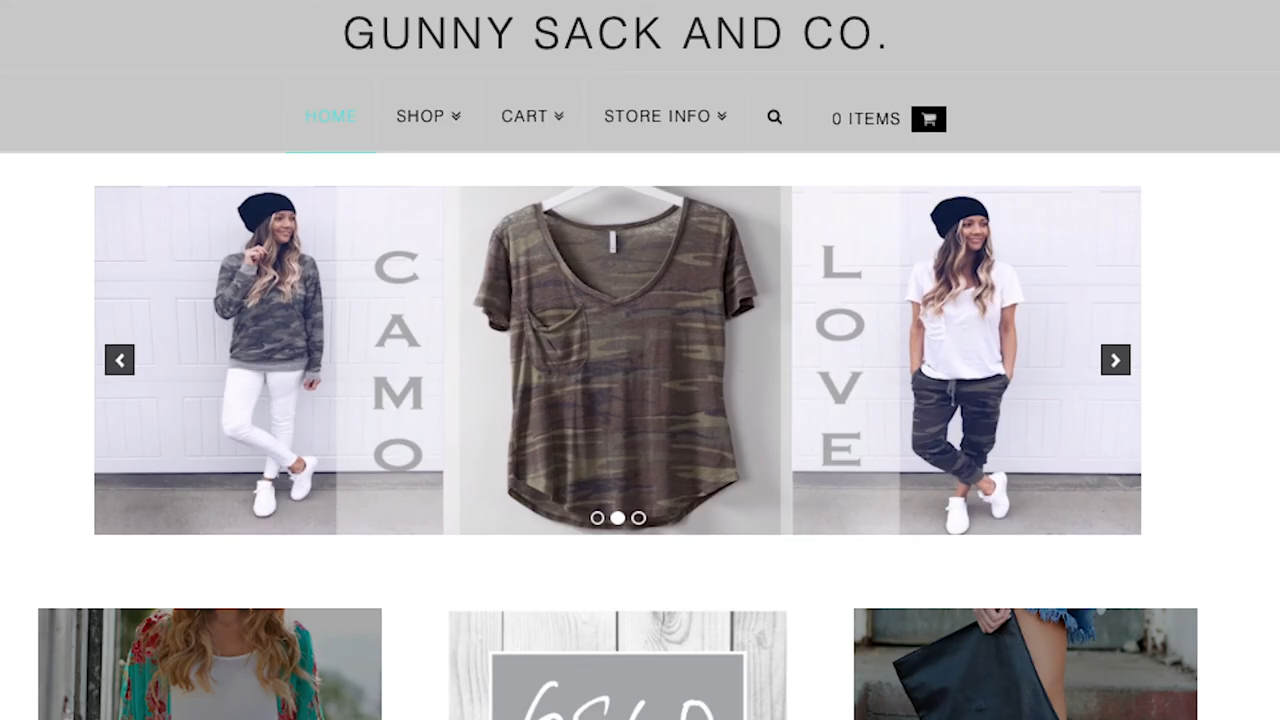 GUNNY SACK AND CO.
HOME SHOP CART STORE INFO 0 ITEMS
CAMO
LOVE